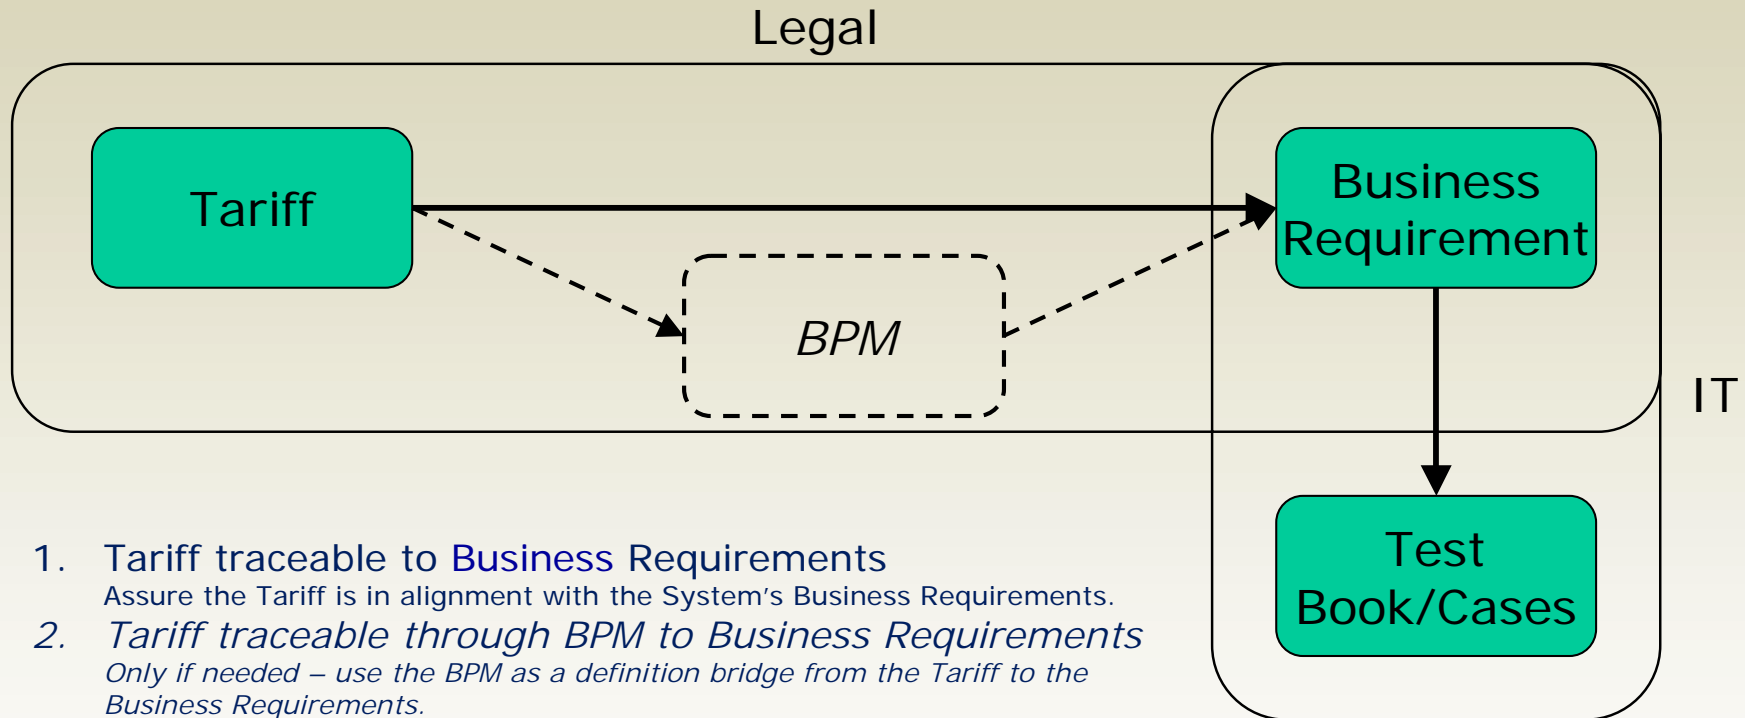 Legal
Tariff
Business
Requirement
BPM
IT
Test
Book/Cases
1. Tariff traceable to Business Requirements
Assure the Tariff is in alignment with the System's Business Requirements.
2. Tariff traceable through BPM to Business Requirements
Only if needed – use the BPM as a definition bridge from the Tariff to the
Business Requirements.